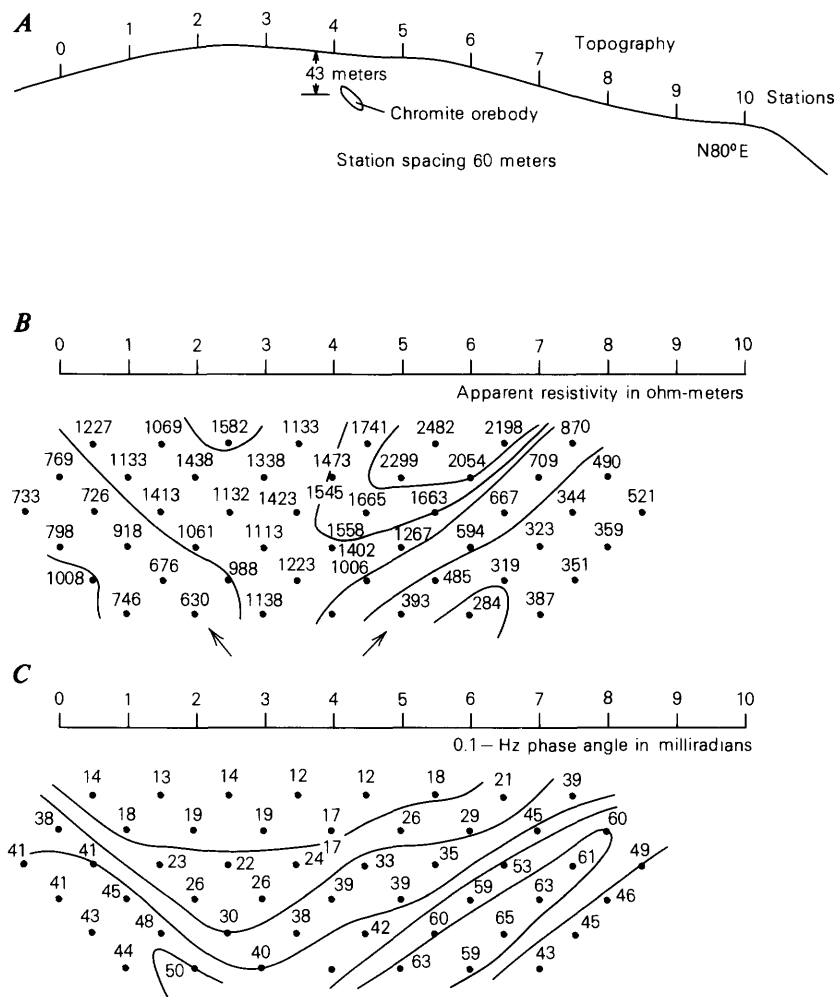 A
0 1 2 3 4 5 6 7 8 9 10
Topography
43 meters
Chromite orebody
Stations
Station spacing 60 meters
N80°E
B
0 1 2 3 4 5 6 7 8 9 10
Apparent resistivity in ohm-meters
1227 1069 1582 1133 1741 2482 2198 870
769 1133 1438 1338 1473 2299 2054 709 490
733 726 1413 1132 1423 1545 1665 1663 667 344 521
798 918 1061 1113 1558 1267 594 323 359
1008 676 988 1223 1402 1006 485 319 351
746 630 1138 393 284 387
C
0 1 2 3 4 5 6 7 8 9 10
0.1-Hz phase angle in milliradians
14 13 14 12 12 18 21 39
38 18 19 19 17 26 29 45 60
41 41 23 22 24 17 33 35 53 61 49
41 45 26 26 39 39 59 63 46
43 48 30 38 42 60 65 45
44 50 40 63 59 43